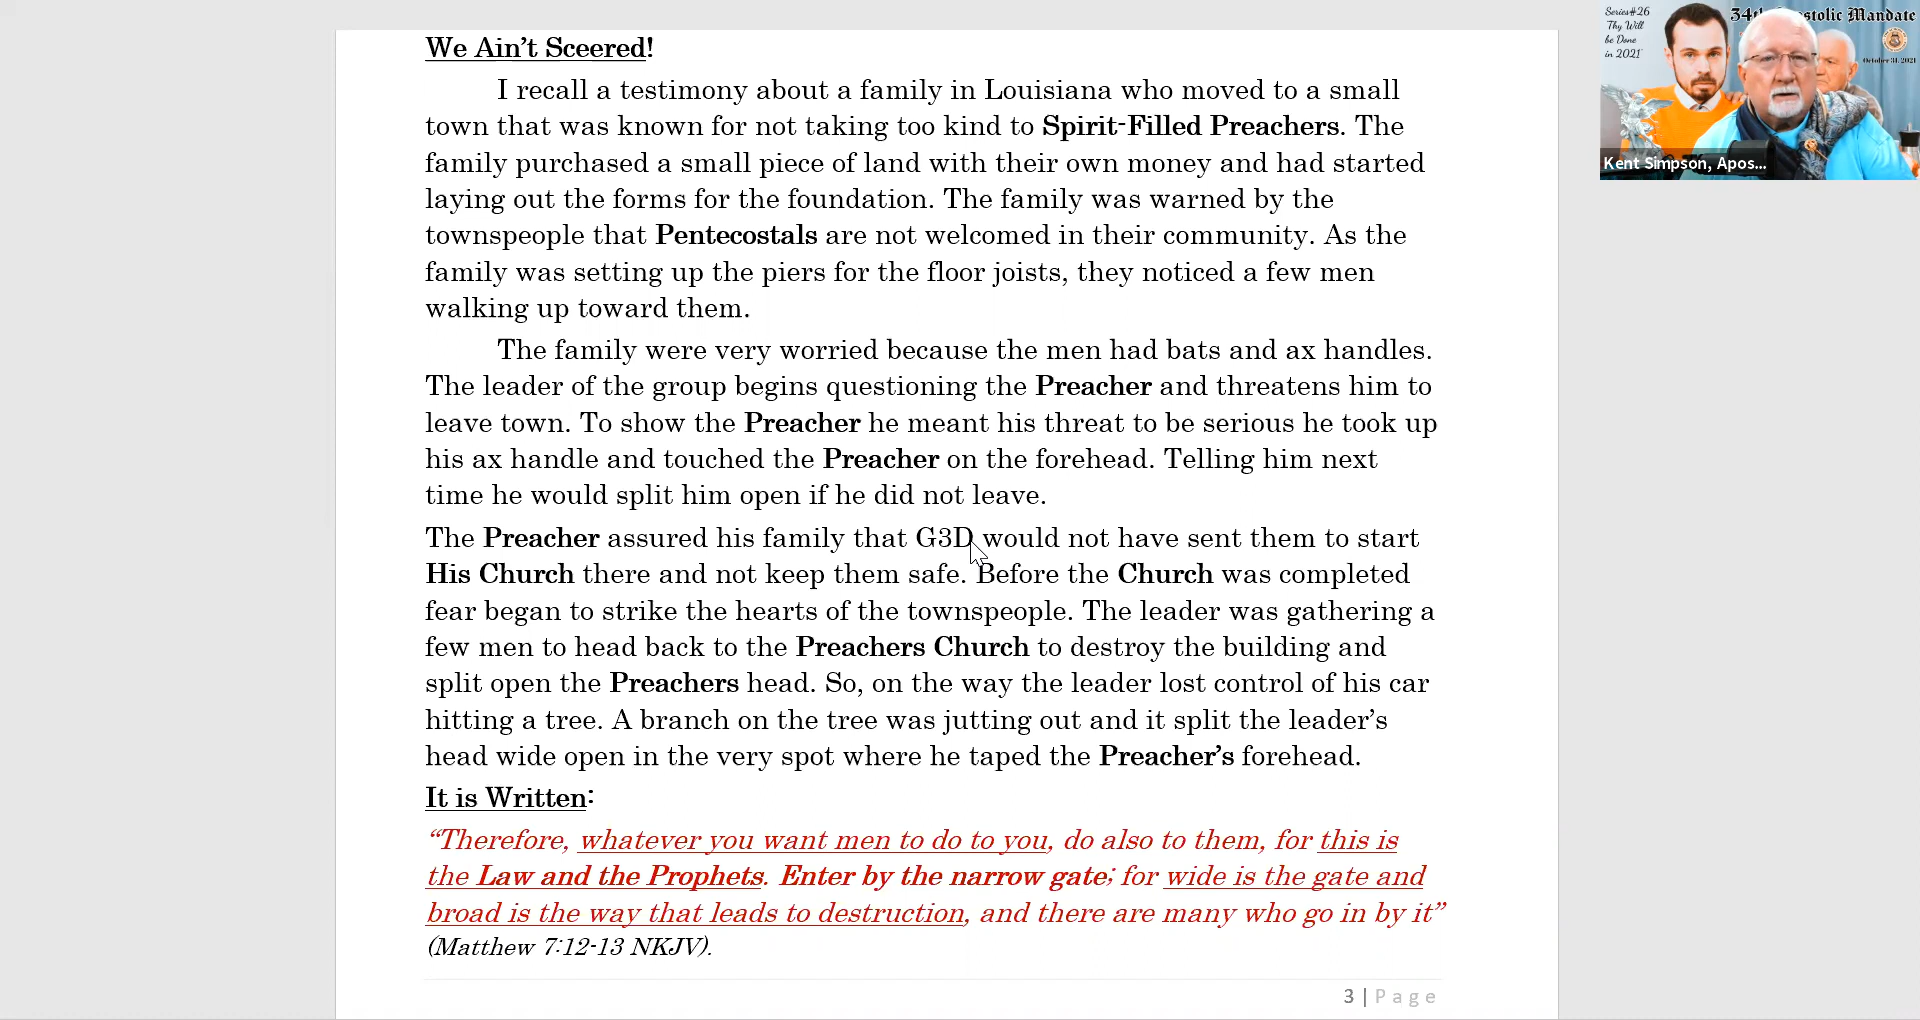 We Ain't Sceered!
I recall a testimony about a family in Louisiana who moved to a small
town that was known for not taking too kind to Spirit-Filled Preachers. The
family purchased a small piece of land with their own money and had started
laying out the forms for the foundation. The family was warned by the
townspeople that Pentecostals are not welcomed in their community. As the
family was setting up the piers for the floor joists, they noticed a few men
walking up toward them.
The family were very worried because the men had bats and ax handles.
The leader of the group begins questioning the Preacher and threatens him to
leave town. To show the Preacher he meant his threat to be serious he took up
his ax handle and touched the Preacher on the forehead. Telling him next
time he would split him open if he did not leave.
The Preacher assured his family that G3D would not have sent them to start
His Church there and not keep them safe. Before the Church was completed
fear began to strike the hearts of the townspeople. The leader was gathering a
few men to head back to the Preachers Church to destroy the building and
split open the Preachers head. So, on the way the leader lost control of his car
hitting a tree. A branch on the tree was jutting out and it split the leader's
head wide open in the very spot where he taped the Preacher's forehead.
It is Written:
“Therefore, whatever you want men to do to you, do also to them, for this is
the Law and the Prophets. Enter by the narrow gate; for wide is the gate and
broad is the way that leads to destruction, and there are many who go in by it”
(Matthew 7:12-13 NKJV).
3 | Page
Series#26
Thy Will
be Done
in 2021
34th stolic Mandate
October 31, 2021
Kent Simpson, Apos...